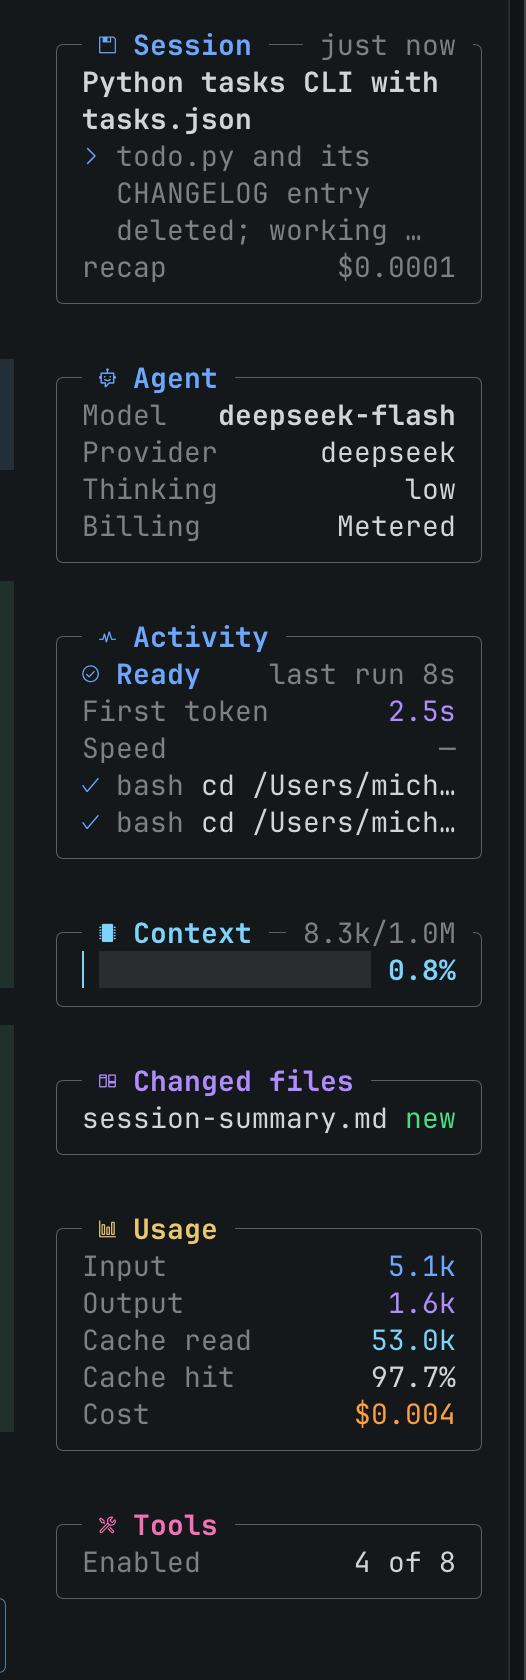 Session just now
Python tasks CLI with
tasks.json
> todo.py and its
CHANGELOG entry
deleted; working …
recap $0.0001
Agent
Model deepseek-flash
Provider deepseek
Thinking low
Billing Metered
Activity
Ready last run 8s
First token 2.5s
Speed —
✓ bash cd /Users/mich…
✓ bash cd /Users/mich…
Context 8.3k/1.0M
0.8%
Changed files
session-summary.md new
Usage
Input 5.1k
Output 1.6k
Cache read 53.0k
Cache hit 97.7%
Cost $0.004
Tools
Enabled 4 of 8